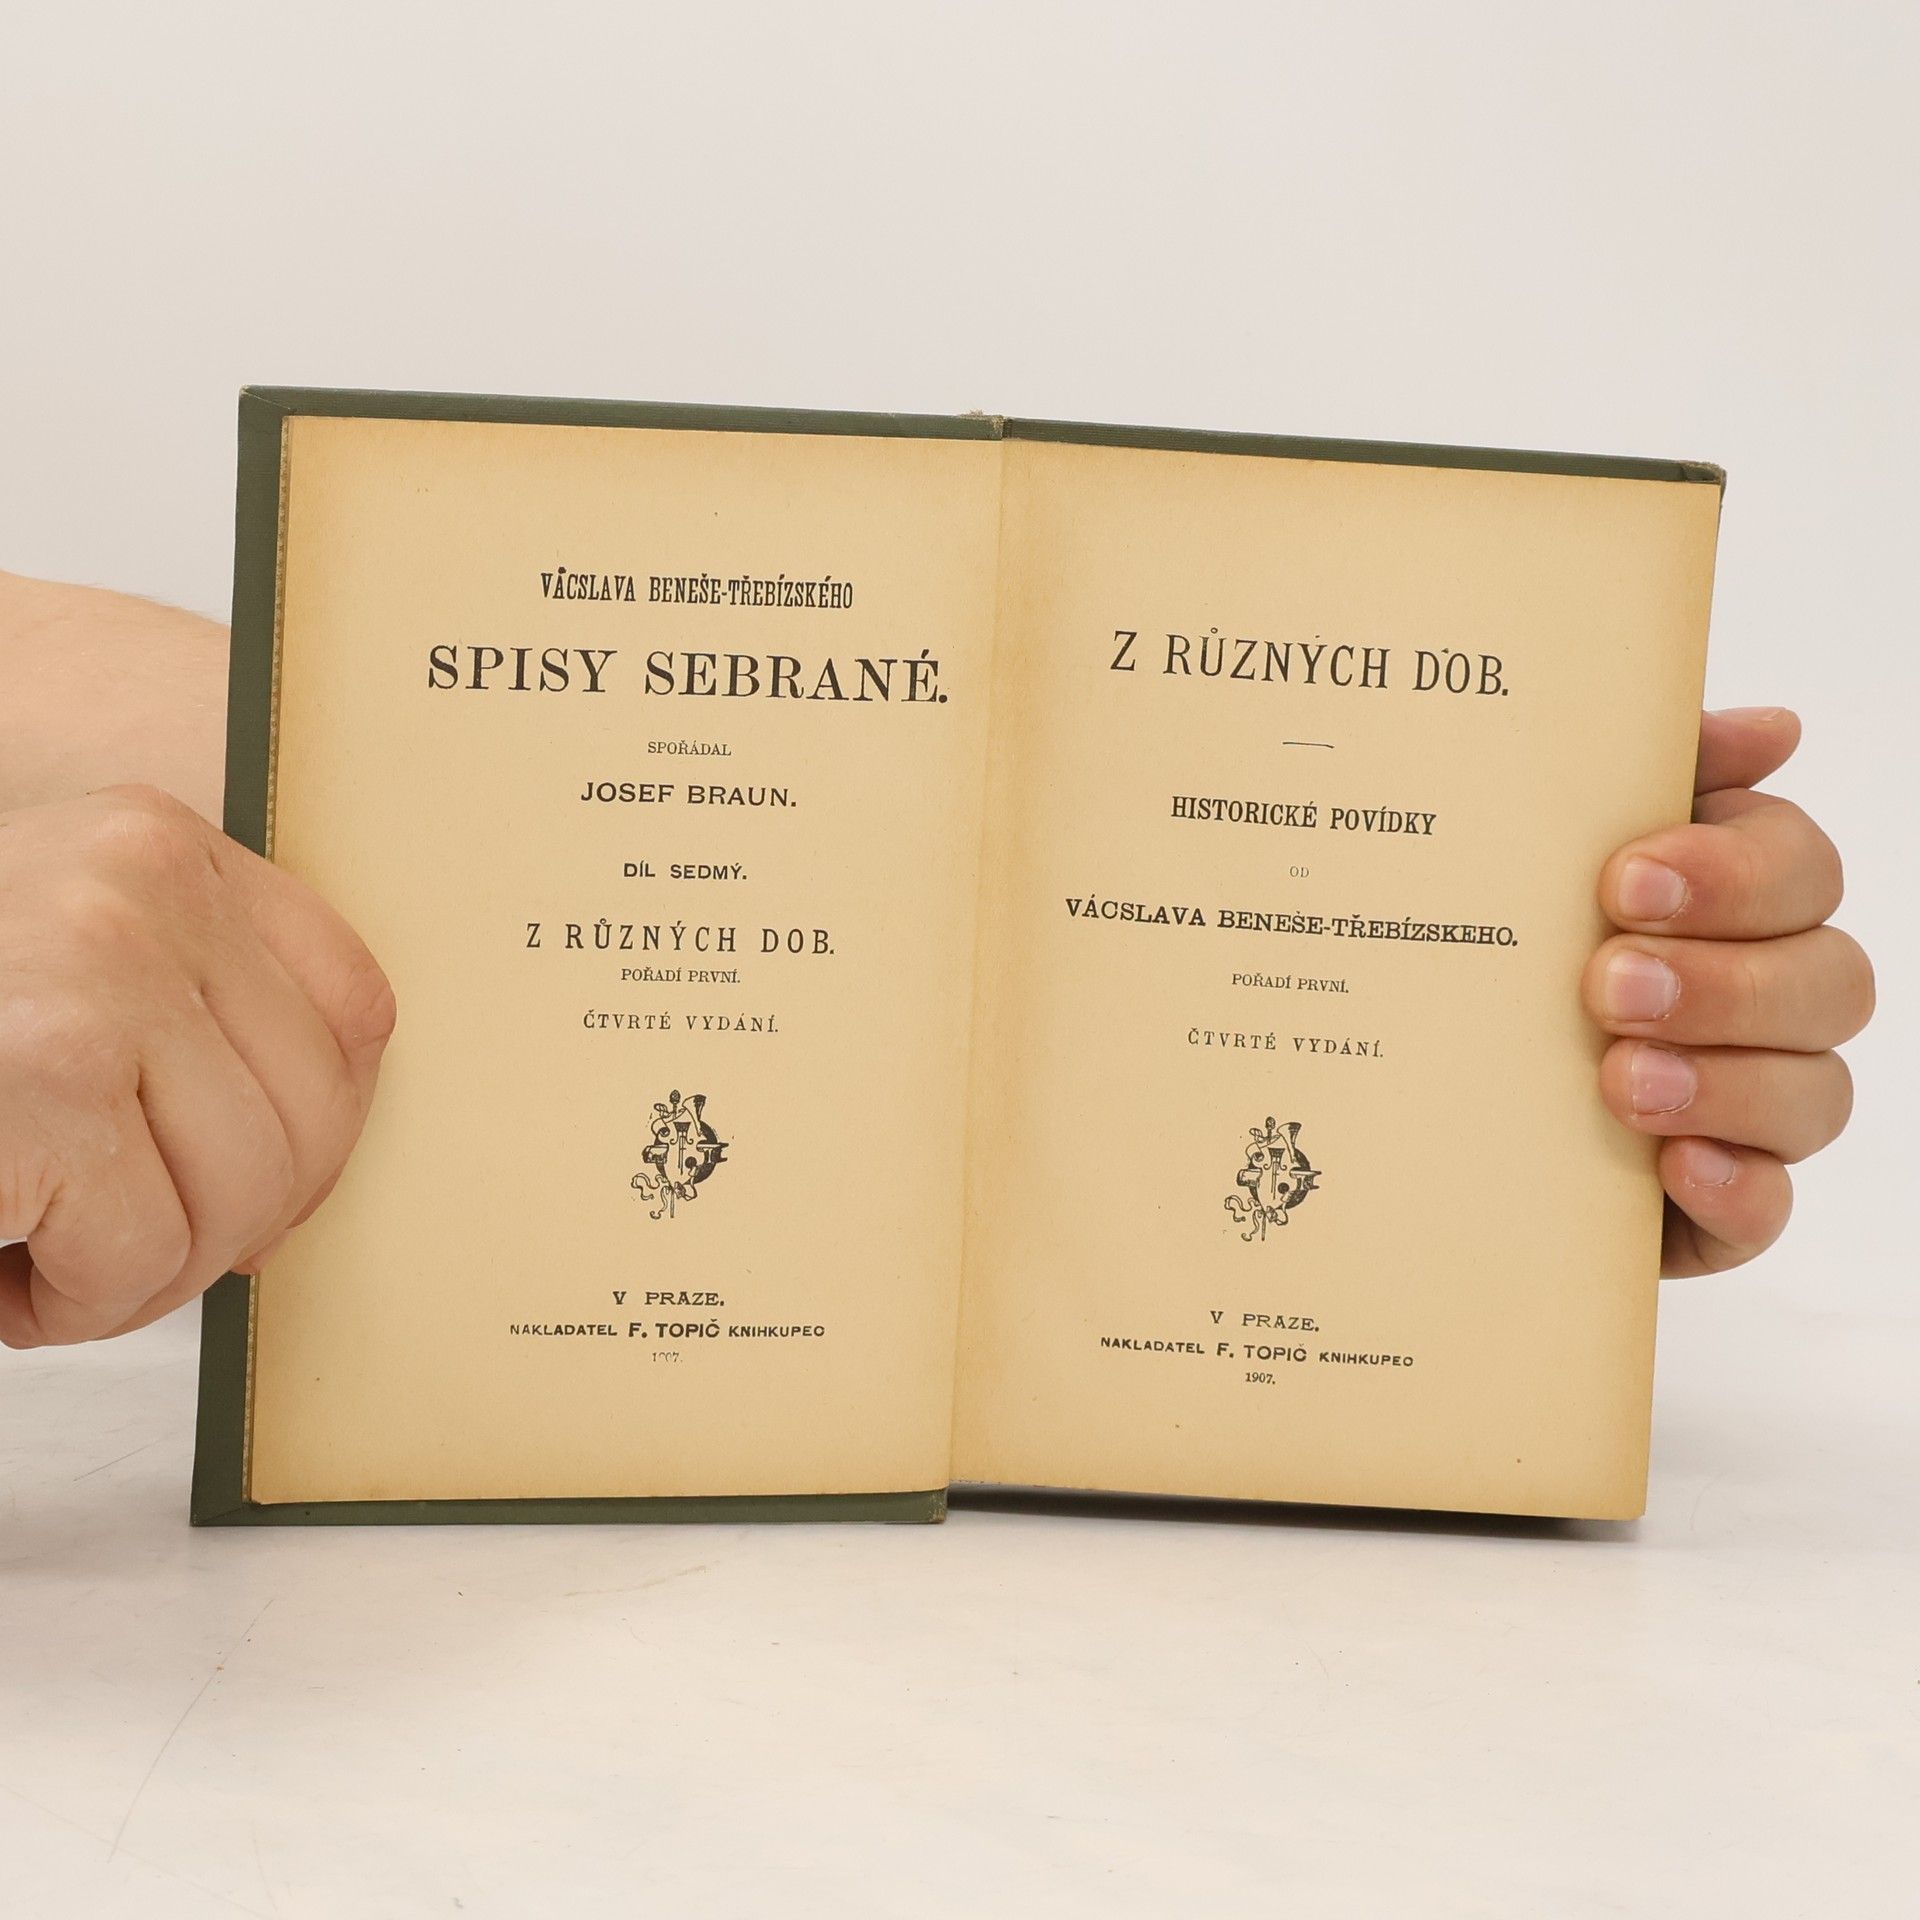 VÁCSLAVA BENEŠE-TŘEBÍZSKÉHO
SPISY SEBRANÉ.
SPOŘÁDAL
JOSEF BRAUN.
DÍL SEDMÝ.
Z RŮZNÝCH DOB.
POŘADÍ PRVNÍ.
ČTVRTÉ VYDÁNÍ.
V PRAZE.
NAKLADATEL F. TOPIČ KNIHKUPEC
1907.
Z RŮZNÝCH DOB.
HISTORICKÉ POVÍDKY
OD
VÁCSLAVA BENEŠE-TŘEBÍZSKEHO.
POŘADÍ PRVNÍ.
ČTVRTÉ VYDÁNÍ.
V PRAZE.
NAKLADATEL F. TOPIČ KNIHKUPEC
1907.